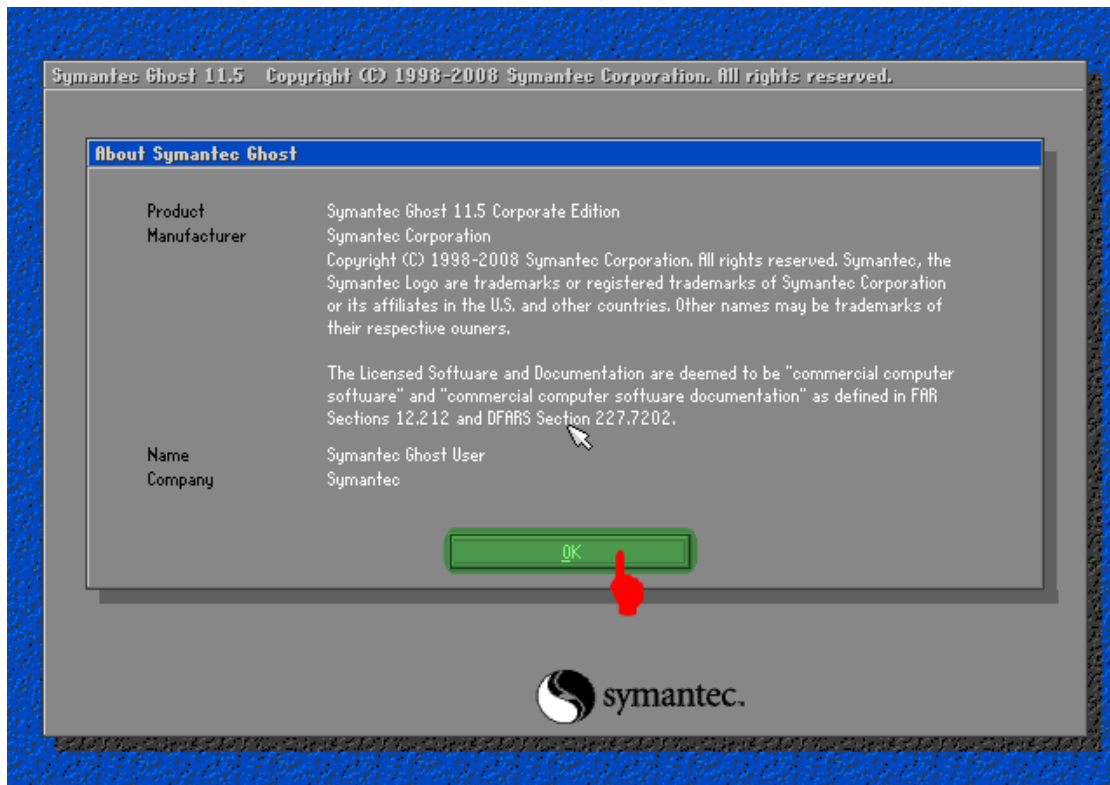 Symantec Ghost 11.5 Copyright (C) 1998-2008 Symantec Corporation. All rights reserved.
About Symantec Ghost
Product Symantec Ghost 11.5 Corporate Edition
Manufacturer Symantec Corporation
Copyright (C) 1998-2008 Symantec Corporation. All rights reserved. Symantec, the
Symantec Logo are trademarks or registered trademarks of Symantec Corporation
or its affiliates in the U.S. and other countries. Other names may be trademarks of
their respective owners.
The Licensed Software and Documentation are deemed to be "commercial computer
software" and "commercial computer software documentation" as defined in FAR
Sections 12.212 and DFARS Section 227.7202.
Name Symantec Ghost User
Company Symantec
OK
symantec.